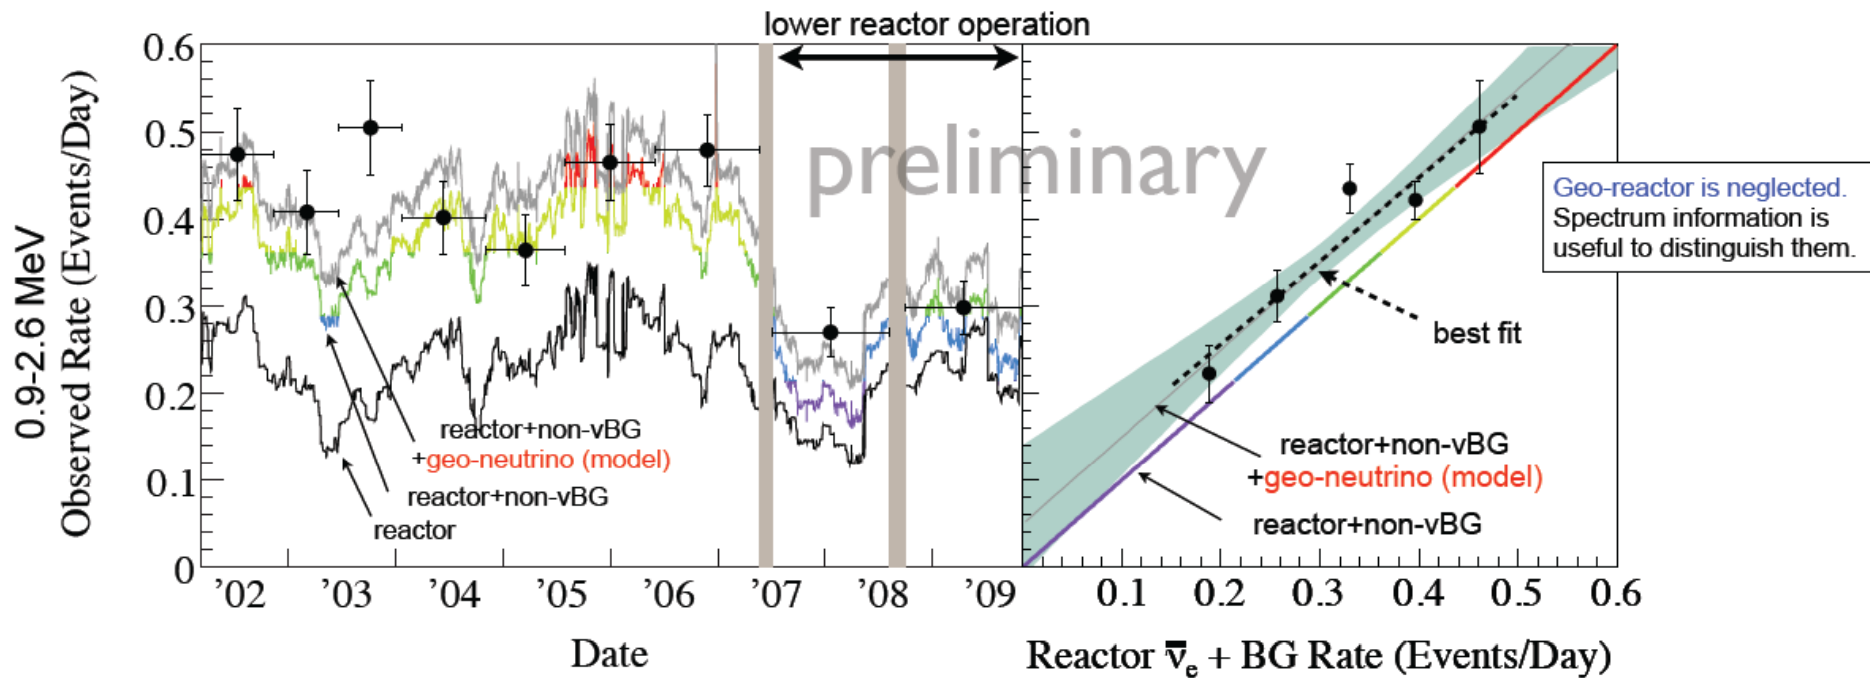 lower reactor operation
0.9-2.6 MeV
Observed Rate (Events/Day)
0.6
0.5
0.4
0.3
0.2
0.1
0
preliminary
reactor+non-νBG
+geo-neutrino (model)
reactor+non-νBG
reactor
'02 '03 '04 '05 '06 '07 '08 '09
Date
Geo-reactor is neglected.
Spectrum information is
useful to distinguish them.
best fit
reactor+non-νBG
+geo-neutrino (model)
reactor+non-νBG
0.1 0.2 0.3 0.4 0.5 0.6
Reactor ν̅e + BG Rate (Events/Day)